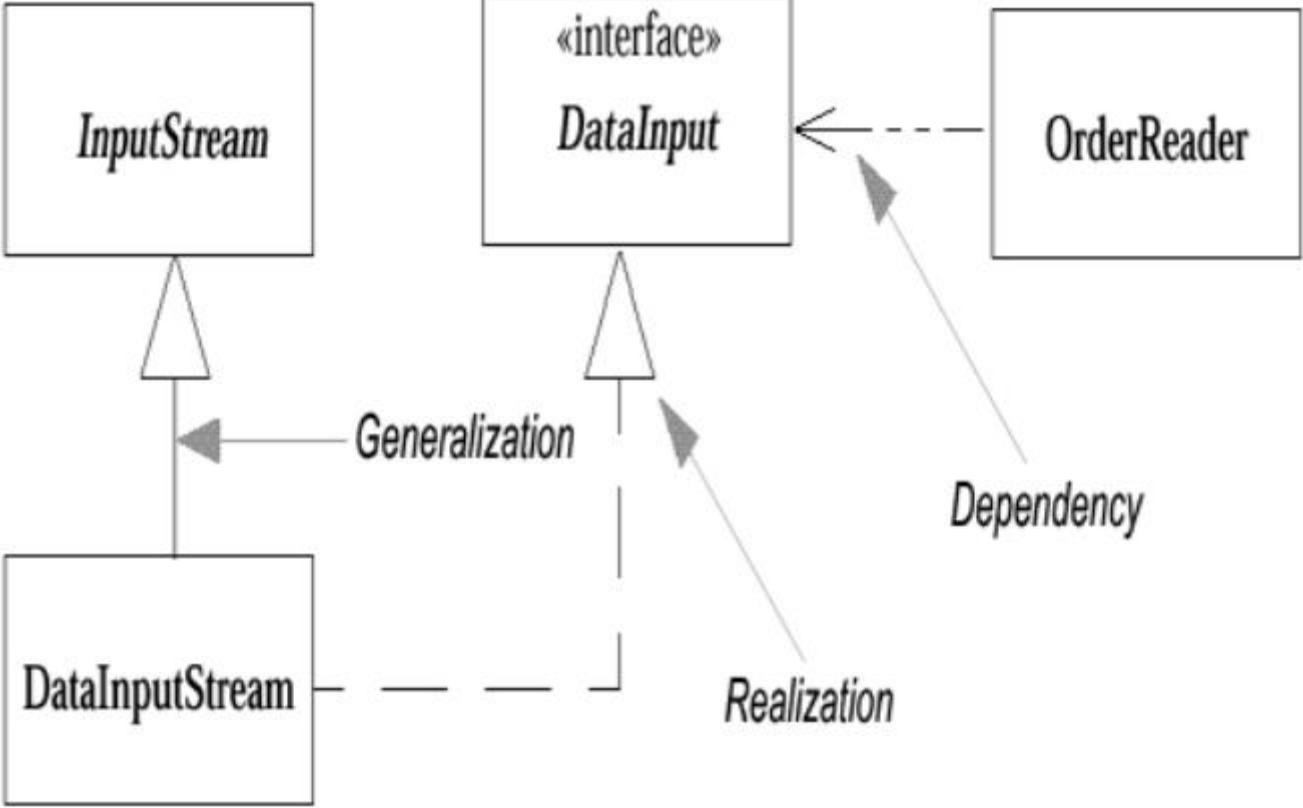 InputStream
«interface»
DataInput
OrderReader
Generalization
Dependency
DataInputStream
Realization